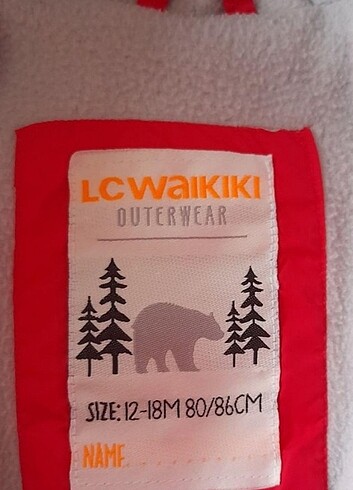 LCWAIKIKI
OUTERWEAR
SIZE: 12-18M 80/86CM
NAME